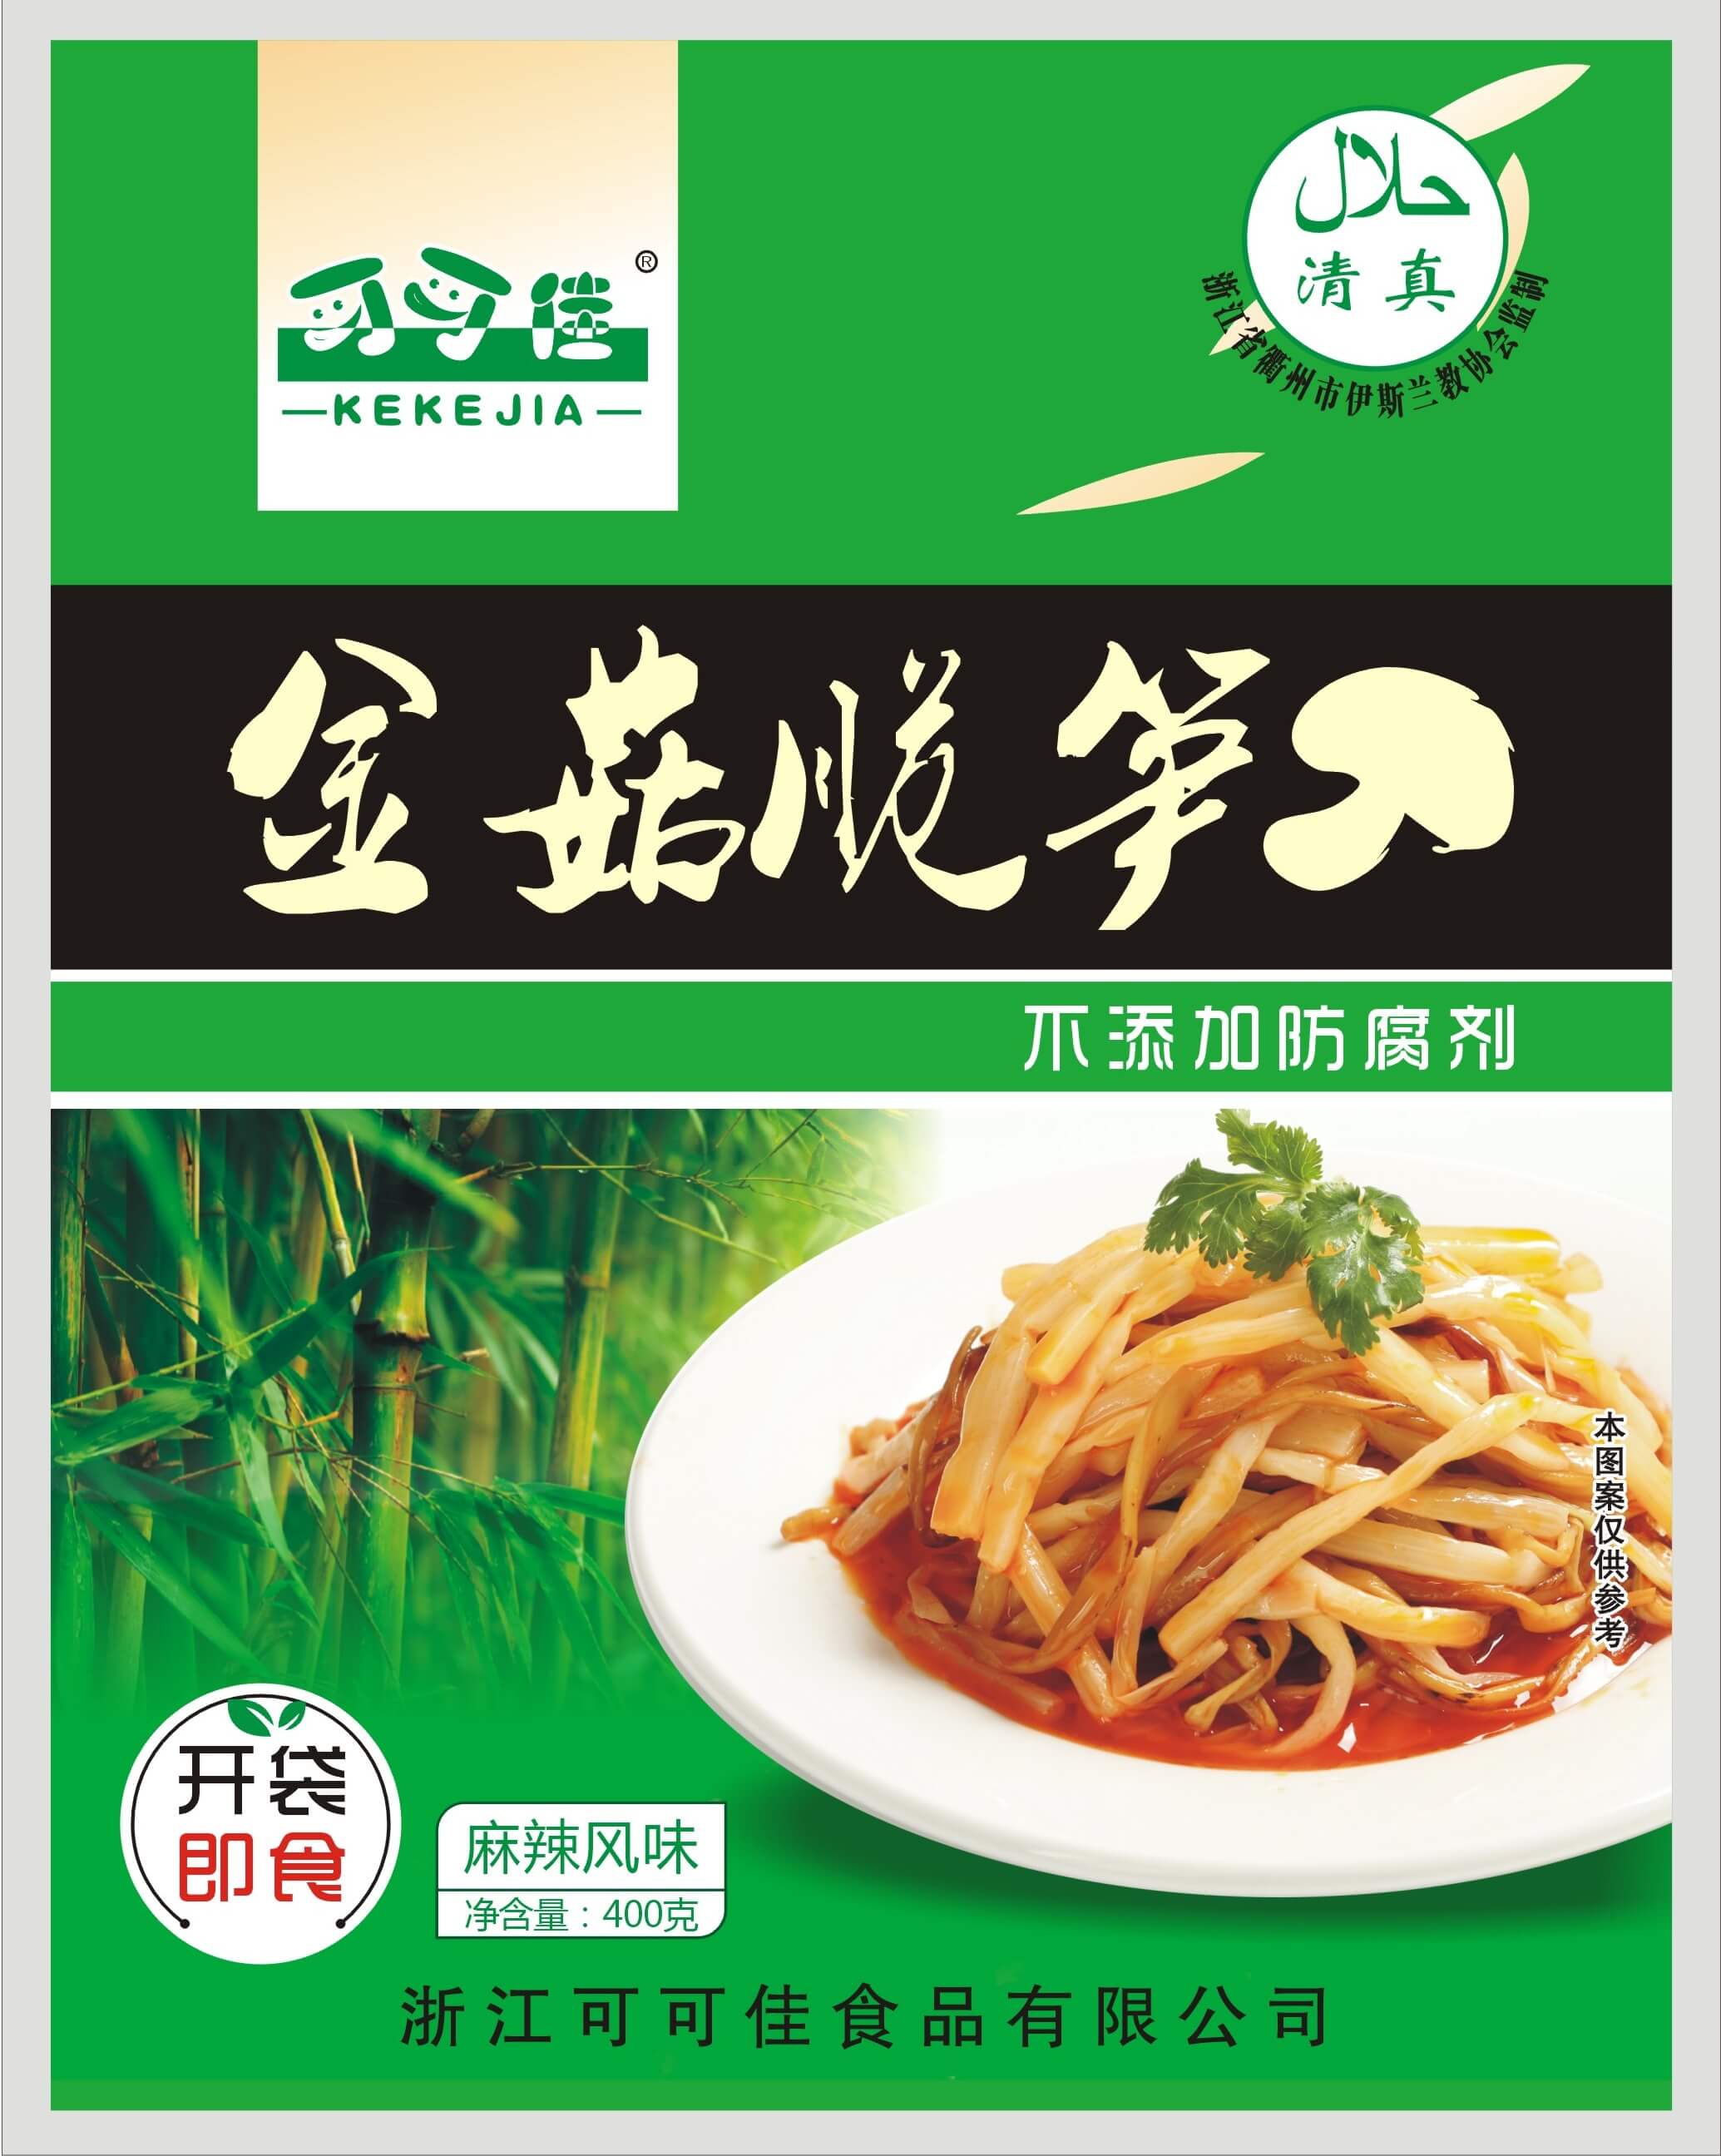 可可佳®
KEKEJIA
حلال
清真
浙江省衢州市伊斯兰教协会监制
金菇脆笋
不添加防腐剂
本图案仅供参考
开袋
即食
麻辣风味
净含量：400克
浙江可可佳食品有限公司